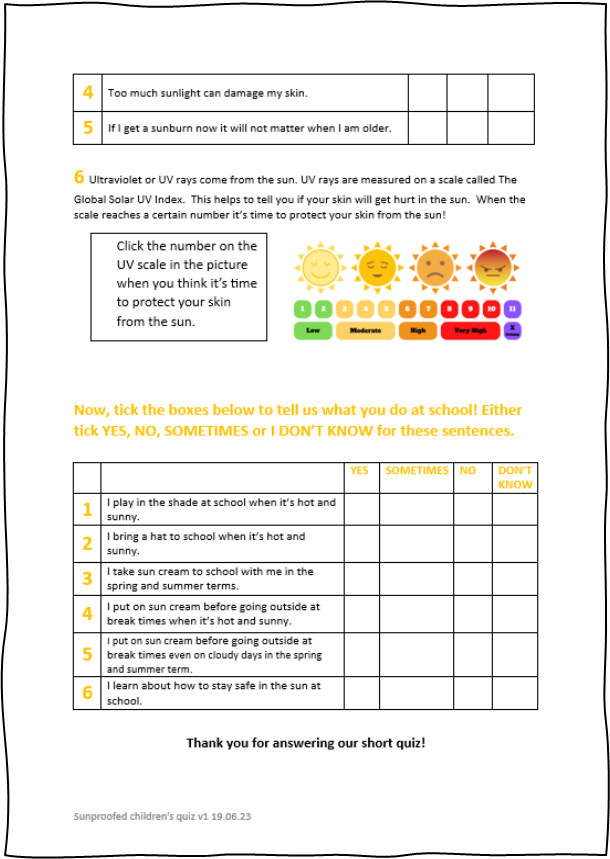 4 Too much sunlight can damage my skin.
5 If I get a sunburn now it will not matter when I am older.
6 Ultraviolet or UV rays come from the sun. UV rays are measured on a scale called The
Global Solar UV Index.  This helps to tell you if your skin will get hurt in the sun.  When the
scale reaches a certain number it's time to protect your skin from the sun!
Click the number on the
UV scale in the picture
when you think it's time
to protect your skin
from the sun.
1 2 3 4 5 6 7 8 9 10 11
Low Moderate High Very High X
Now, tick the boxes below to tell us what you do at school! Either
tick YES, NO, SOMETIMES or I DON'T KNOW for these sentences.
YES SOMETIMES NO DON'T
KNOW
1 I play in the shade at school when it's hot and
sunny.
2 I bring a hat to school when it's hot and
sunny.
3 I take sun cream to school with me in the
spring and summer terms.
4 I put on sun cream before going outside at
break times when it's hot and sunny.
5 I put on sun cream before going outside at
break times even on cloudy days in the spring
and summer term.
6 I learn about how to stay safe in the sun at
school.
Thank you for answering our short quiz!
Sunproofed children's quiz v1 19.06.23